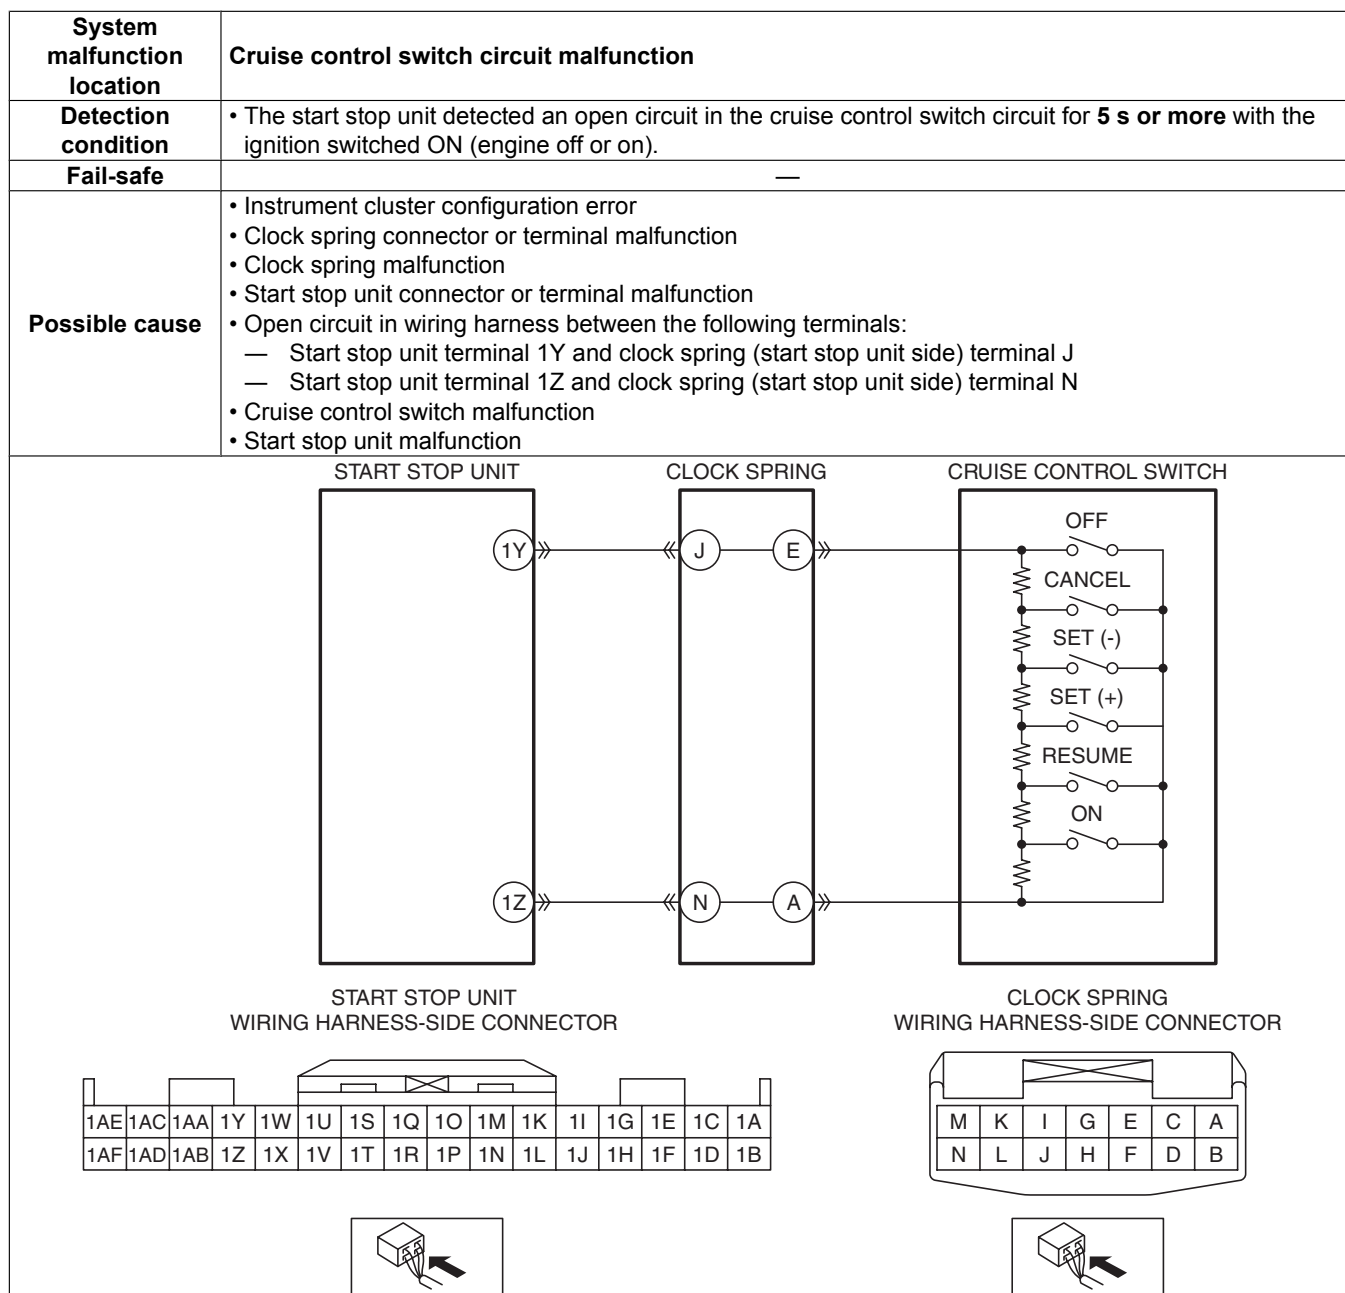 System
malfunction
location
Cruise control switch circuit malfunction
Detection
condition
• The start stop unit detected an open circuit in the cruise control switch circuit for 5 s or more with the
ignition switched ON (engine off or on).
Fail-safe
—
Possible cause
• Instrument cluster configuration error
• Clock spring connector or terminal malfunction
• Clock spring malfunction
• Start stop unit connector or terminal malfunction
• Open circuit in wiring harness between the following terminals:
— Start stop unit terminal 1Y and clock spring (start stop unit side) terminal J
— Start stop unit terminal 1Z and clock spring (start stop unit side) terminal N
• Cruise control switch malfunction
• Start stop unit malfunction
START STOP UNIT
CLOCK SPRING
CRUISE CONTROL SWITCH
OFF
1Y
J
E
CANCEL
SET (-)
SET (+)
RESUME
ON
1Z
N
A
START STOP UNIT
WIRING HARNESS-SIDE CONNECTOR
1AE 1AC 1AA 1Y 1W 1U 1S 1Q 1O 1M 1K 1I 1G 1E 1C 1A
1AF 1AD 1AB 1Z 1X 1V 1T 1R 1P 1N 1L 1J 1H 1F 1D 1B
CLOCK SPRING
WIRING HARNESS-SIDE CONNECTOR
M K I G E C A
N L J H F D B